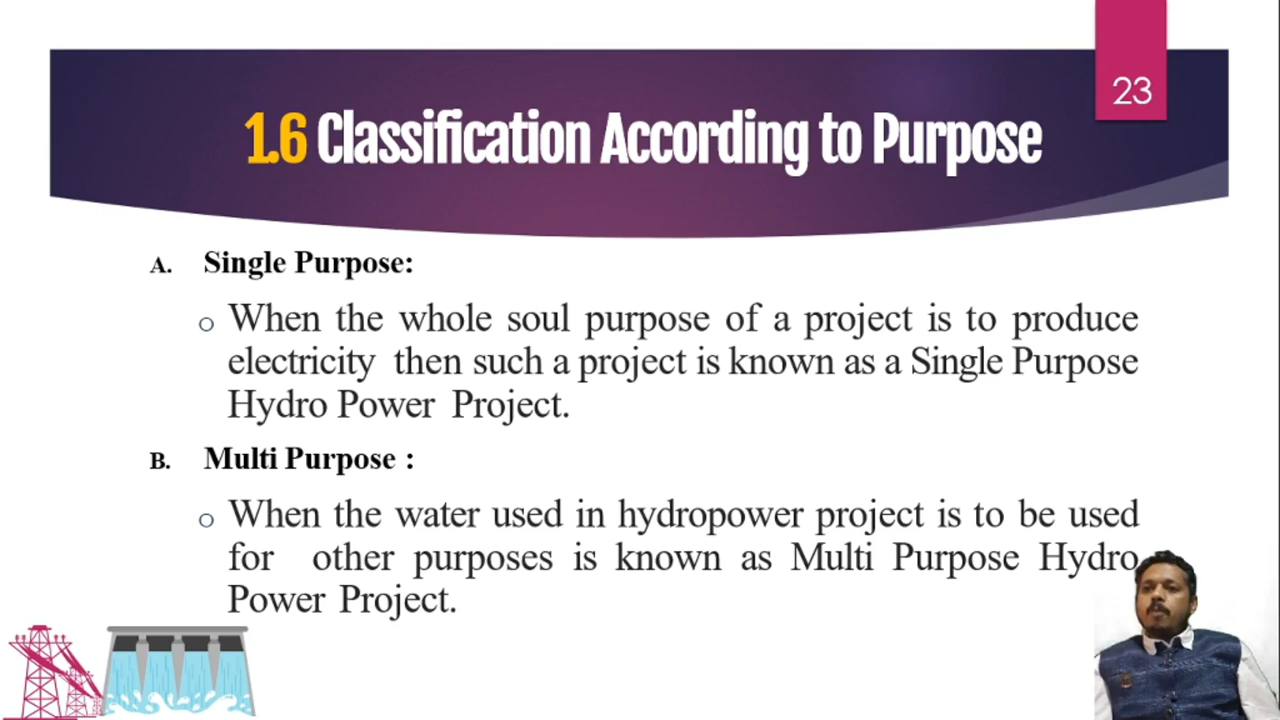 23
1.6 Classification According to Purpose
A. Single Purpose:
o When the whole soul purpose of a project is to produce
electricity then such a project is known as a Single Purpose
Hydro Power Project.
B. Multi Purpose :
o When the water used in hydropower project is to be used
for other purposes is known as Multi Purpose Hydro
Power Project.